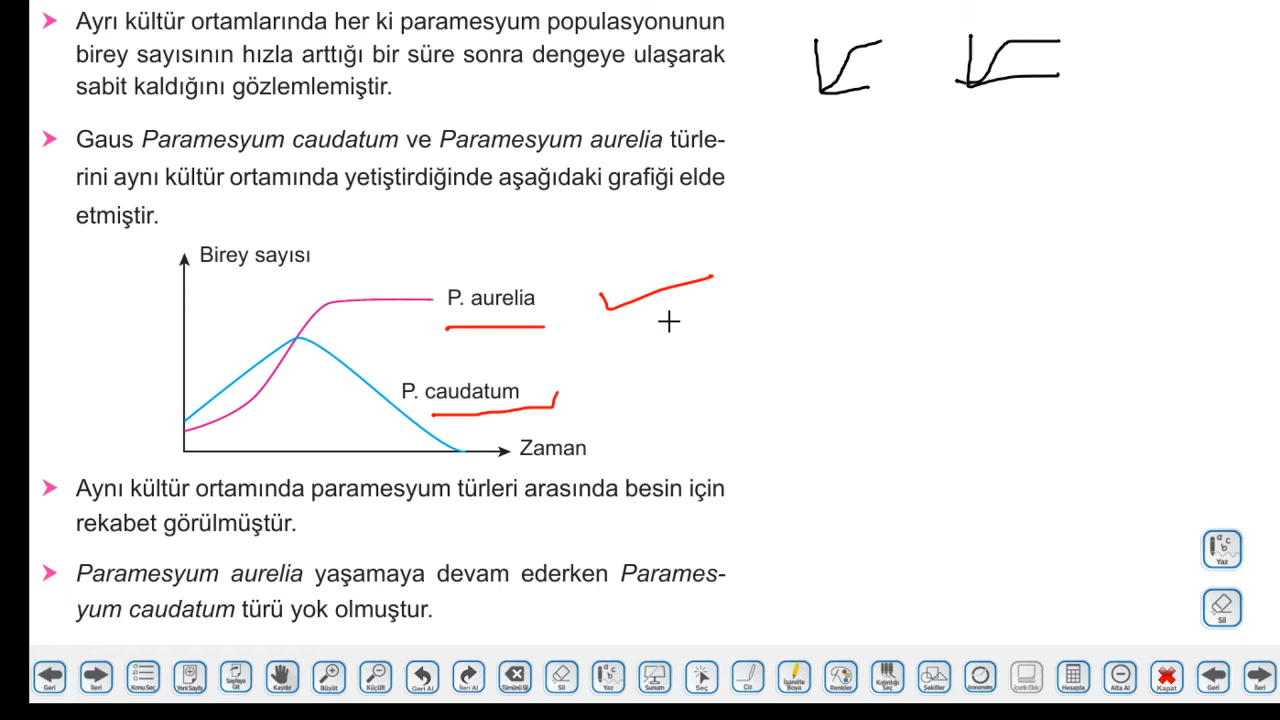 Ayrı kültür ortamlarında her ki paramesyum populasyonunun
birey sayısının hızla arttığı bir süre sonra dengeye ulaşarak
sabit kaldığını gözlemlemiştir.
Gaus Paramesyum caudatum ve Paramesyum aurelia türle-
rini aynı kültür ortamında yetiştirdiğinde aşağıdaki grafiği elde
etmiştir.
Birey sayısı
P. aurelia
P. caudatum
Zaman
Aynı kültür ortamında paramesyum türleri arasında besin için
rekabet görülmüştür.
Paramesyum aurelia yaşamaya devam ederken Parames-
yum caudatum türü yok olmuştur.
a c
b
Yaz
Sil
Geri İleri Konu Seç Yeni Sayfa Sayfaya Git Kaydır Büyüt Küçült Geri Al İleri Al Tümünü Sil Sil Yaz Sunum Seç Çiz İşaretle Boya Renkler Kalınlığı Seç Şekiller İçerik Ekle Hesapla Alta Al Kapat Geri İleri